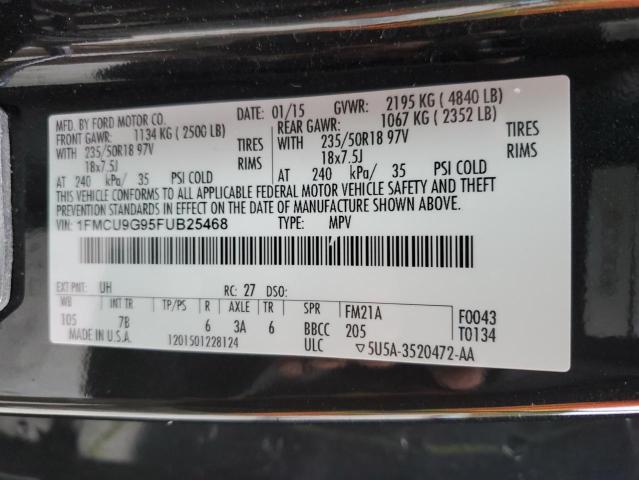 MFD. BY FORD MOTOR CO. DATE: 01/15 GVWR: 2195 KG ( 4840 LB)
FRONT GAWR: 1134 KG ( 2500 LB) REAR GAWR: 1067 KG ( 2352 LB)
WITH 235/50R18 97V TIRES WITH 235/50R18 97V TIRES
18x7.5J RIMS 18x7.5J RIMS
AT 240 kPa/ 35 PSI COLD AT 240 kPa/ 35 PSI COLD
THIS VEHICLE CONFORMS TO ALL APPLICABLE FEDERAL MOTOR VEHICLE SAFETY AND THEFT
PREVENTION STANDARDS IN EFFECT ON THE DATE OF MANUFACTURE SHOWN ABOVE.
VIN: 1FMCU9G95FUB25468 TYPE: MPV
EXT PNT: UH RC: 27 DSO:
WB INT TR TP/PS R AXLE TR SPR FM21A F0043
105 7B 6 3A 6 BBCC 205 T0134
MADE IN U.S.A. 1201501228124 ULC ▽5U5A-3520472-AA